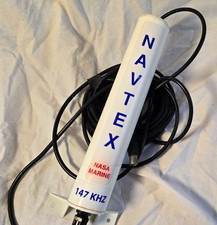 NAVTEX
NASA
MARINE
147 KHZ